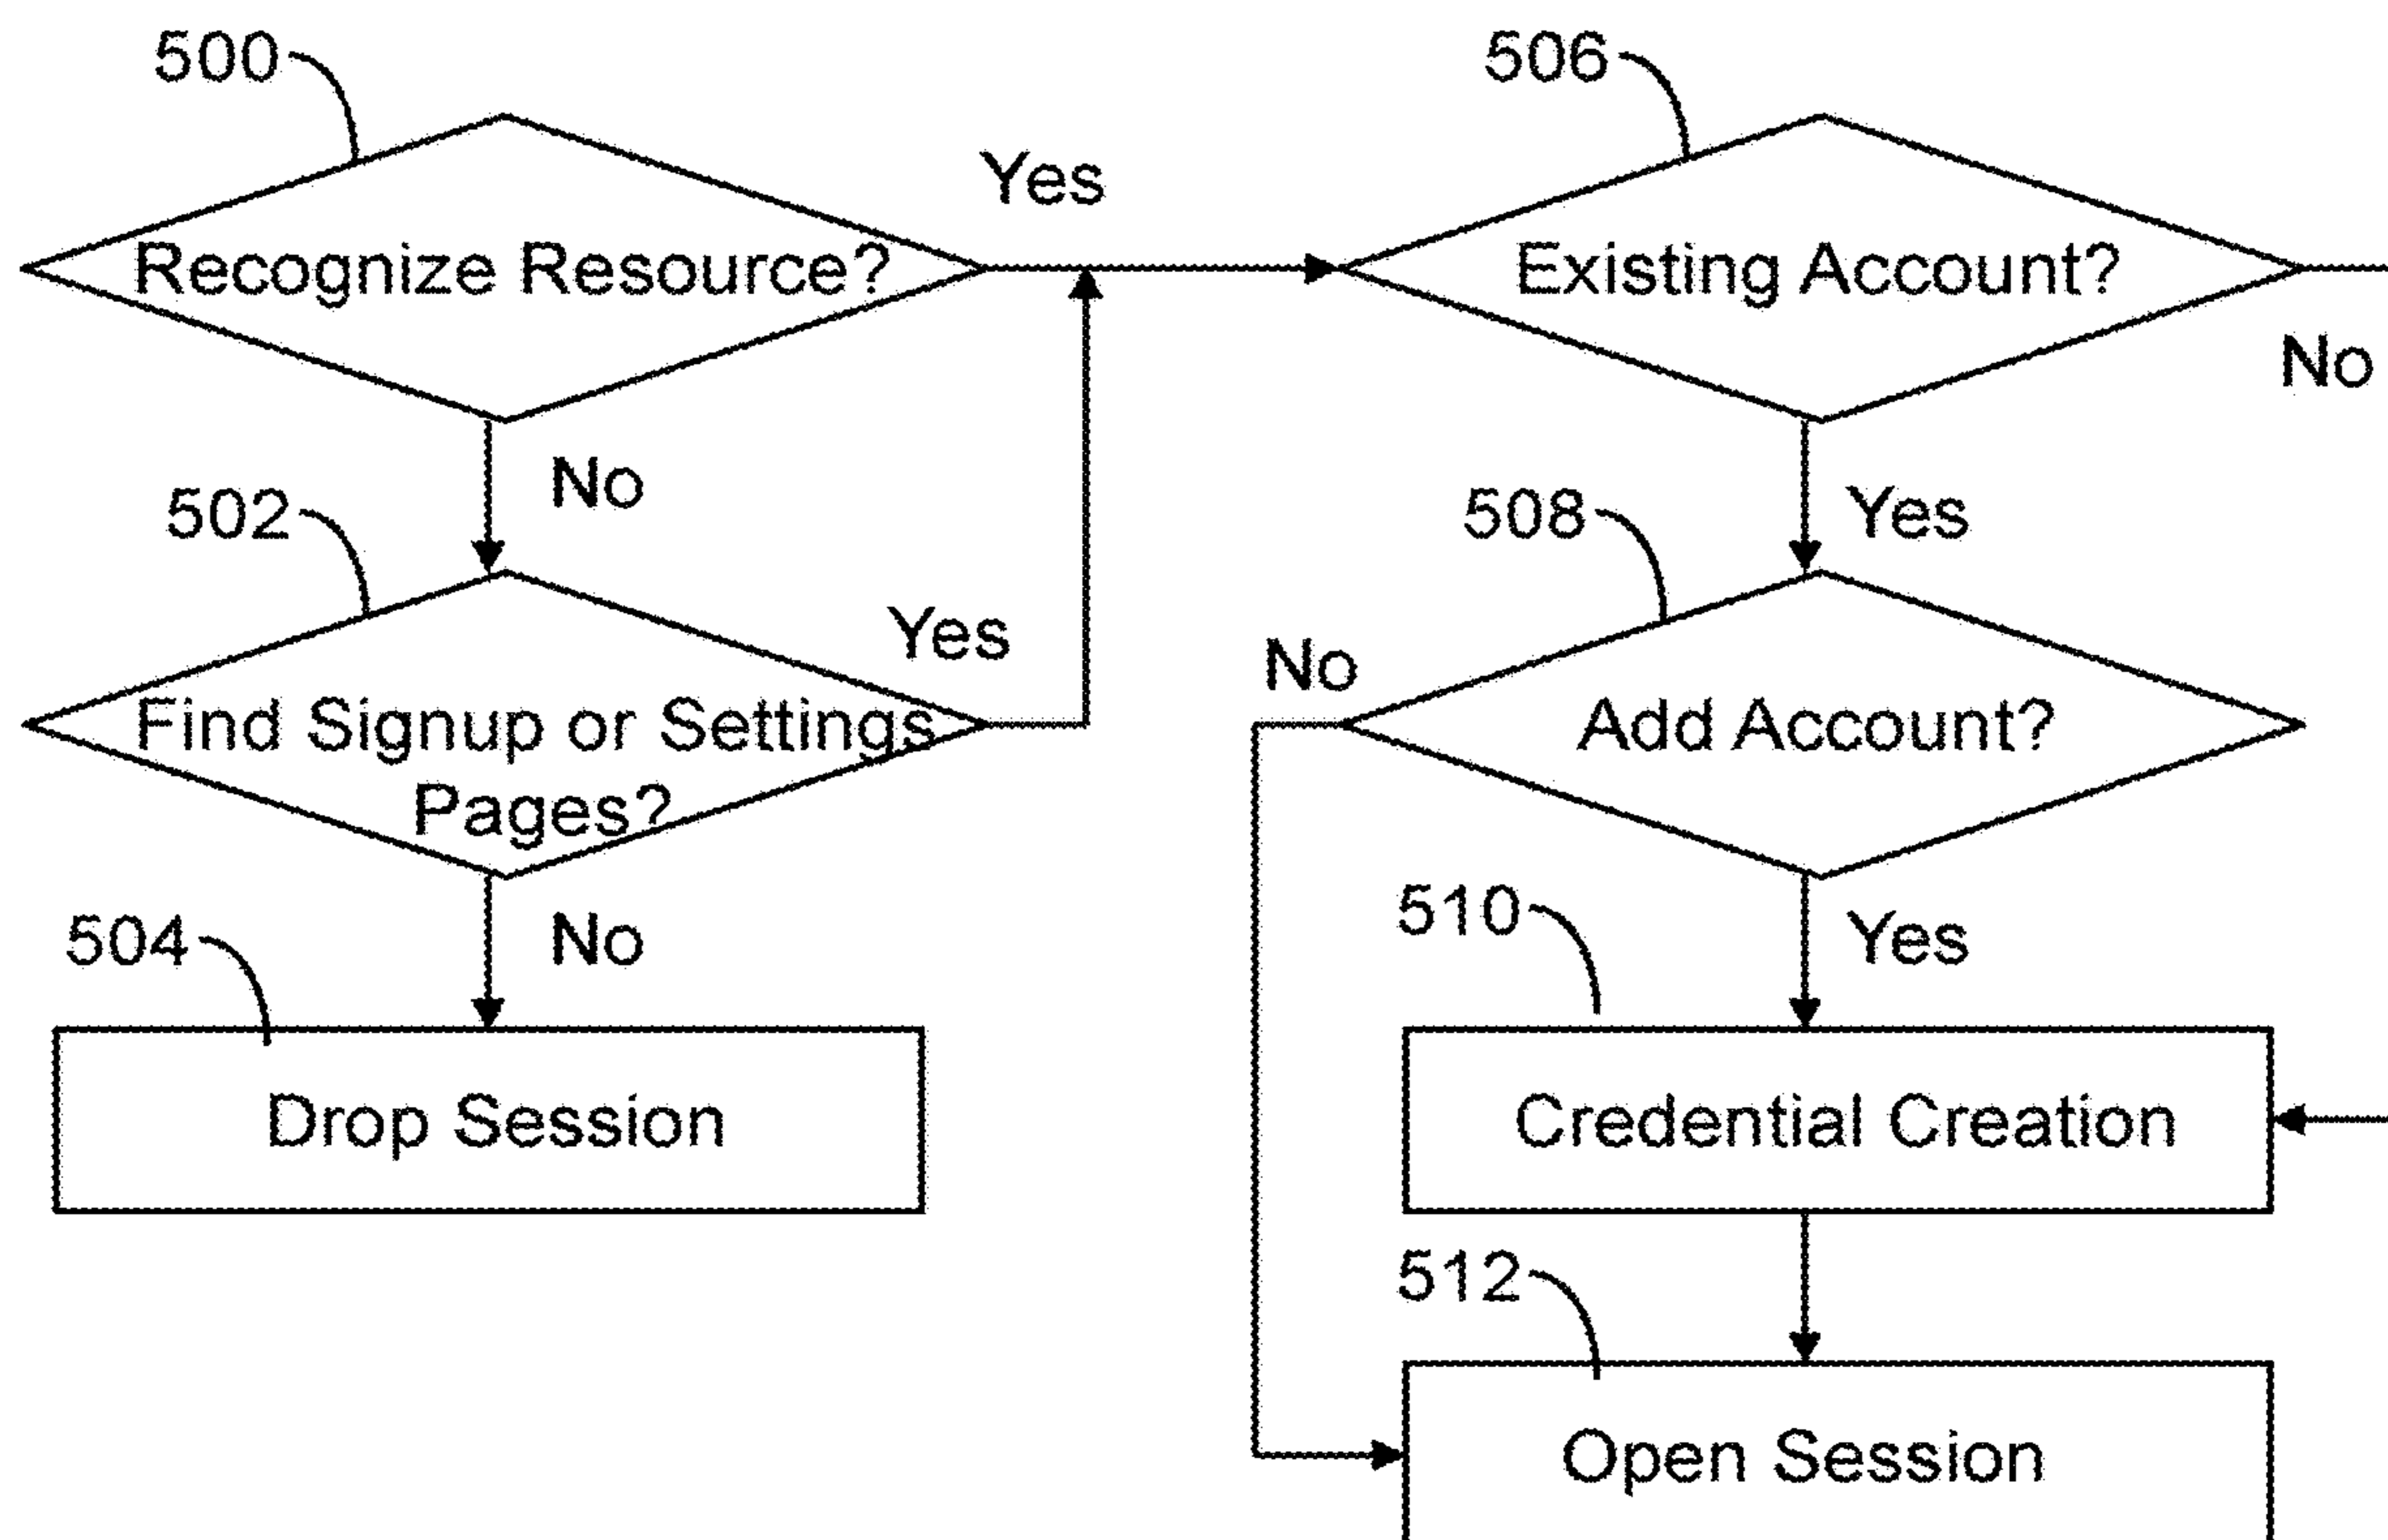 500
Recognize Resource?
Yes
No
502
Find Signup or Settings
Pages?
Yes
No
504
Drop Session
506
Existing Account?
No
Yes
508
Add Account?
No
Yes
510
Credential Creation
512
Open Session